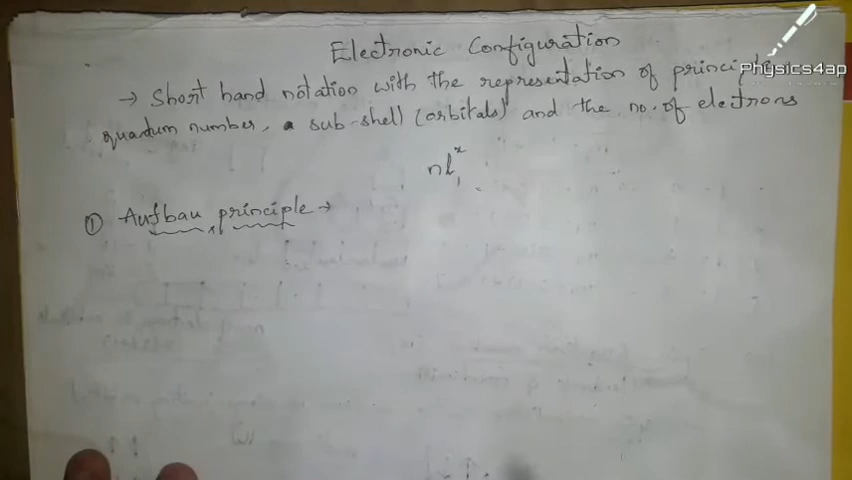 Electronic Configuration
Physics4ap
→ Short hand notation with the representation of principle
quantum number, a sub-shell (orbitals) and the no. of electrons
nlˣ
① Aufbau principle →